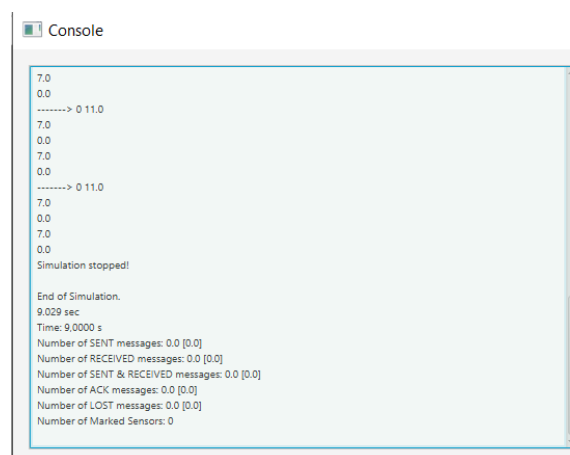 Console
7.0
0.0
-------> 0 11.0
7.0
0.0
7.0
0.0
-------> 0 11.0
7.0
0.0
7.0
0.0
Simulation stopped!
End of Simulation.
9.029 sec
Time: 9,0000 s
Number of SENT messages: 0.0 [0.0]
Number of RECEIVED messages: 0.0 [0.0]
Number of SENT & RECEIVED messages: 0.0 [0.0]
Number of ACK messages: 0.0 [0.0]
Number of LOST messages: 0.0 [0.0]
Number of Marked Sensors: 0